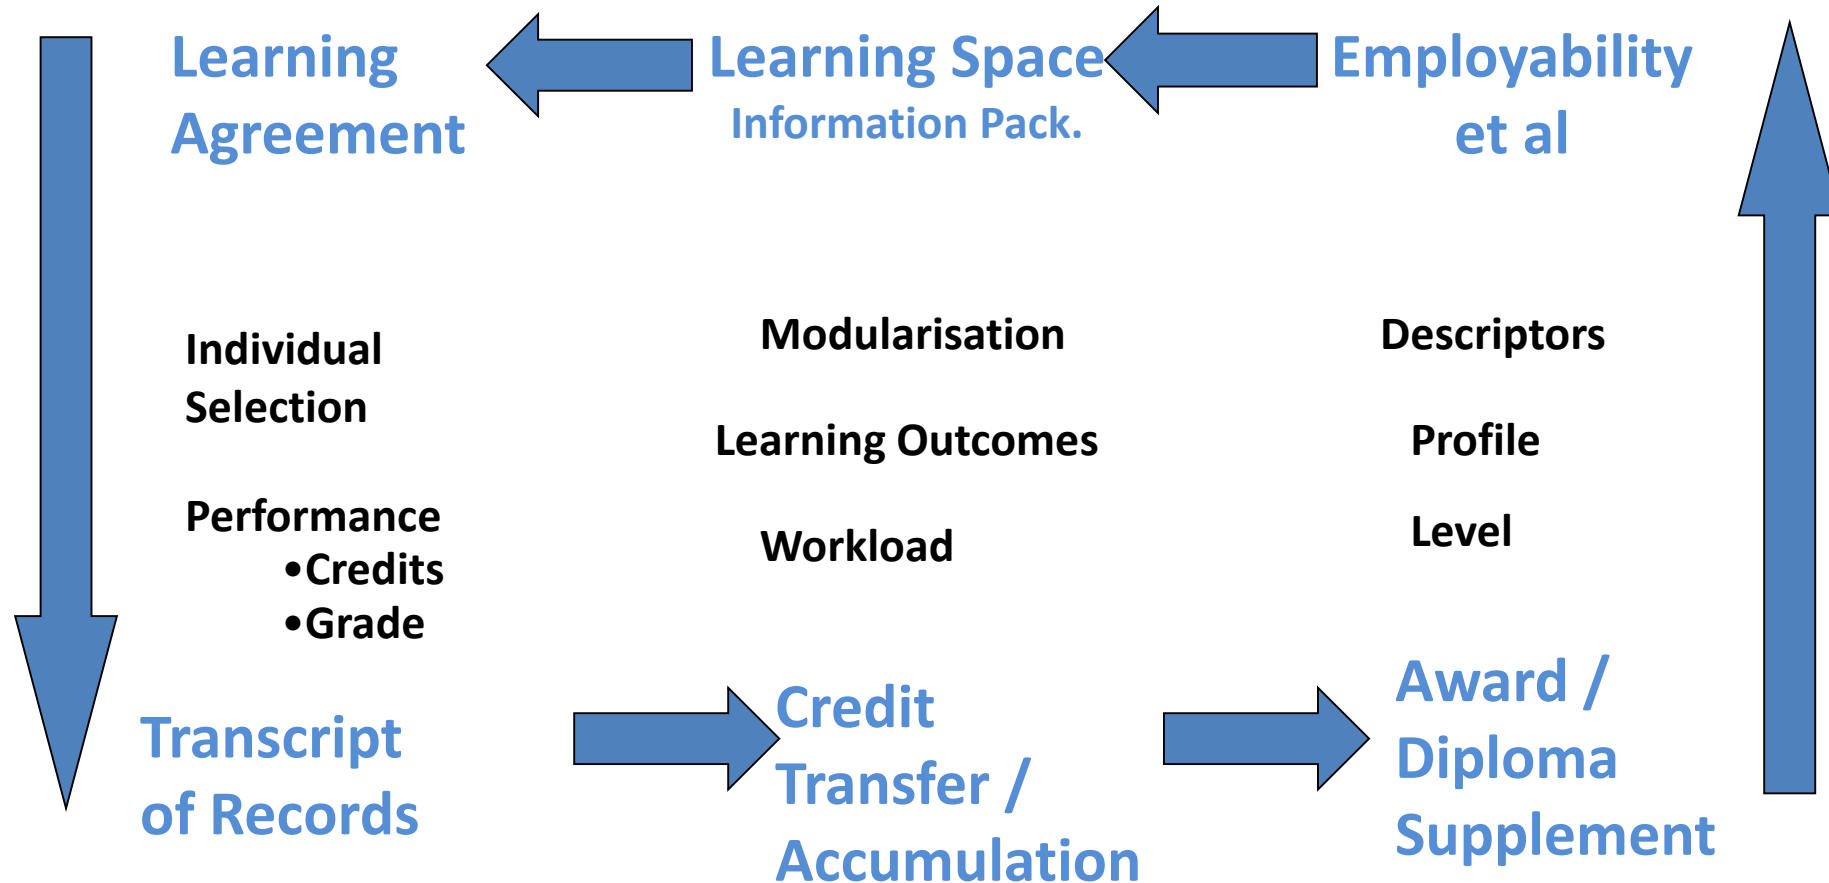 Learning
Agreement
Learning Space
Information Pack.
Employability
et al
Individual
Selection
Performance
•Credits
•Grade
Modularisation
Learning Outcomes
Workload
Descriptors
Profile
Level
Transcript
of Records
Credit
Transfer /
Accumulation
Award /
Diploma
Supplement